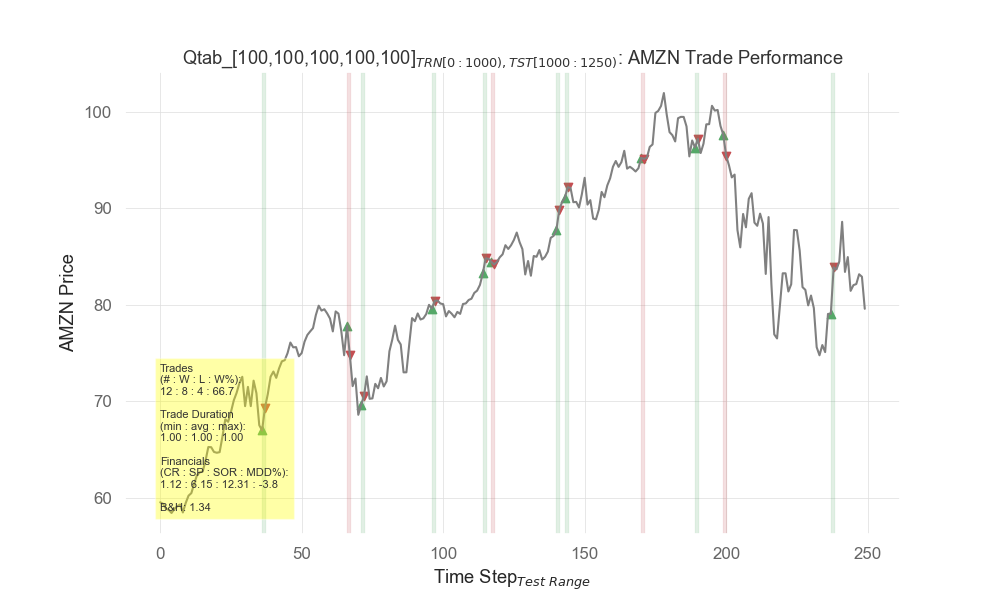 Qtab_[100,100,100,100,100]TRN[0:1000),TST[1000:1250): AMZN Trade Performance
100
90
80
70
60
AMZN Price
Trades
(# : W : L : W%):
12 : 8 : 4 : 66.7
Trade Duration
(min : avg : max):
1.00 : 1.00 : 1.00
Financials
(CR : SP : SOR : MDD%):
1.12 : 6.15 : 12.31 : -3.8
B&H: 1.34
0 50 100 150 200 250
Time StepTest Range